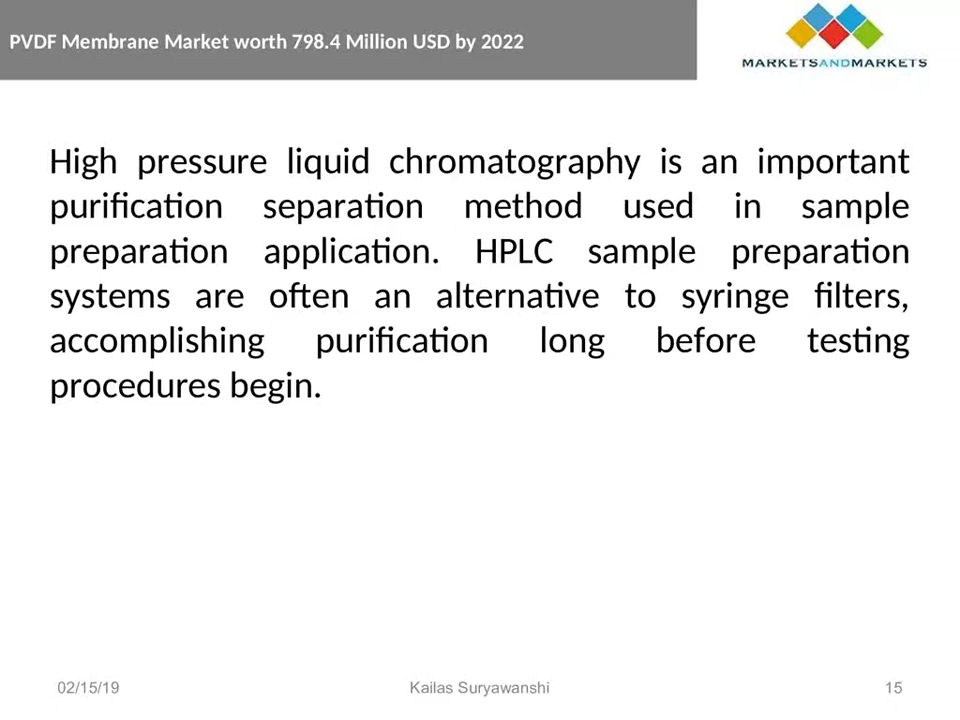 PVDF Membrane Market worth 798.4 Million USD by 2022
MARKETSANDMARKETS
High pressure liquid chromatography is an important
purification separation method used in sample
preparation application. HPLC sample preparation
systems are often an alternative to syringe filters,
accomplishing purification long before testing
procedures begin.
02/15/19 Kailas Suryawanshi 15